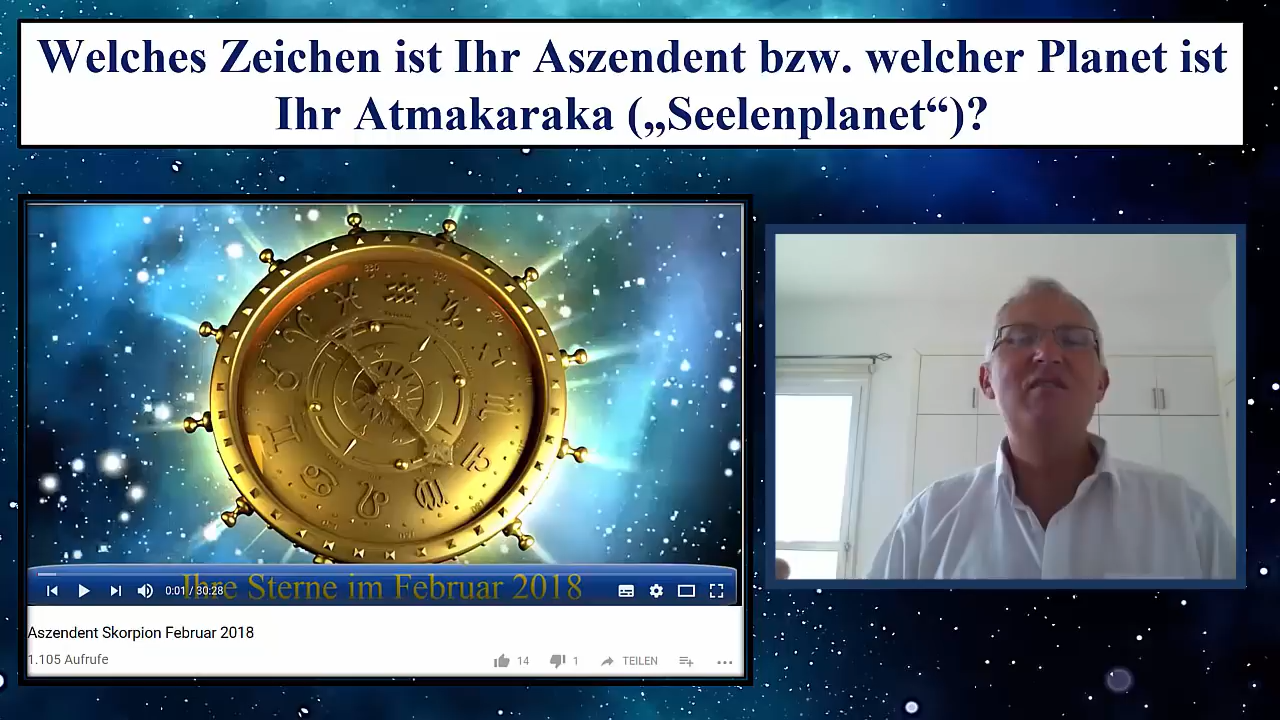 Welches Zeichen ist Ihr Aszendent bzw. welcher Planet ist
Ihr Atmakaraka („Seelenplanet“)?
Ihre Sterne im Februar 2018
0:01 / 30:28
Aszendent Skorpion Februar 2018
1.105 Aufrufe
14
1
TEILEN